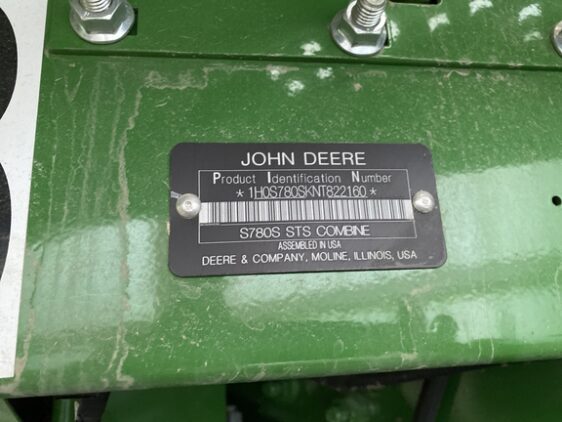 JOHN DEERE
Product Identification Number
*1H0S780SKNT822160*
S780S STS COMBINE
ASSEMBLED IN USA
DEERE & COMPANY, MOLINE, ILLINOIS, USA